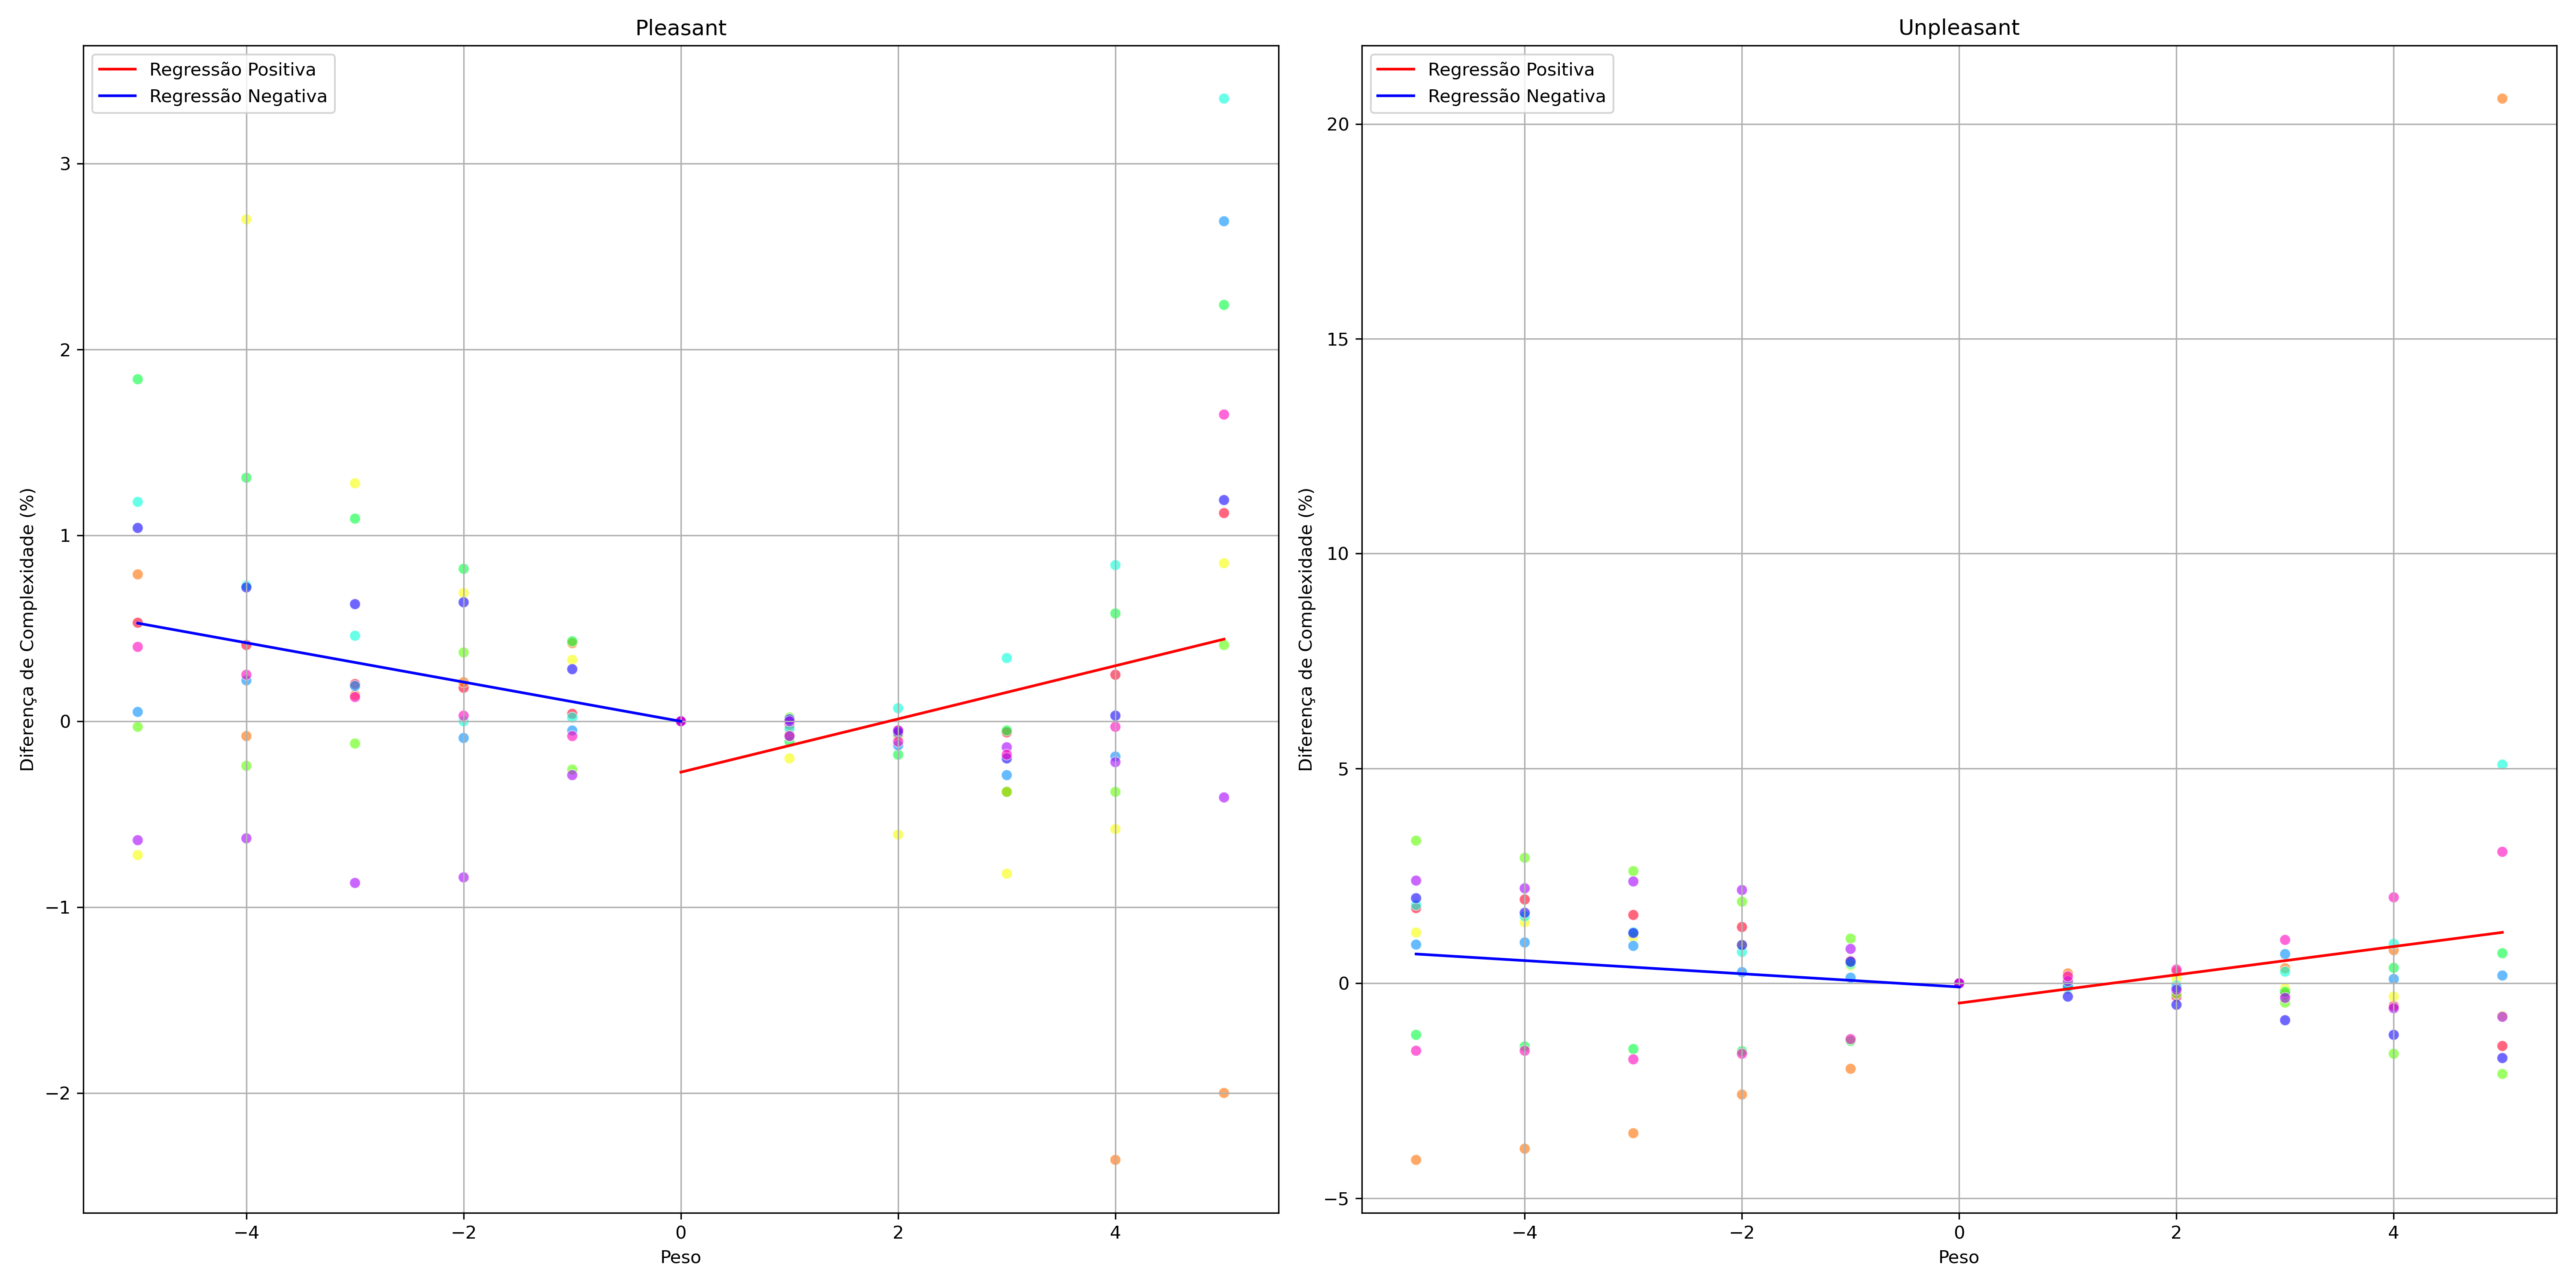 Pleasant
Regressão Positiva
Regressão Negativa
Diferença de Complexidade (%)
3
2
1
0
−1
−2
−4
−2
0
2
4
Peso
Unpleasant
Regressão Positiva
Regressão Negativa
Diferença de Complexidade (%)
20
15
10
5
0
−5
−4
−2
0
2
4
Peso